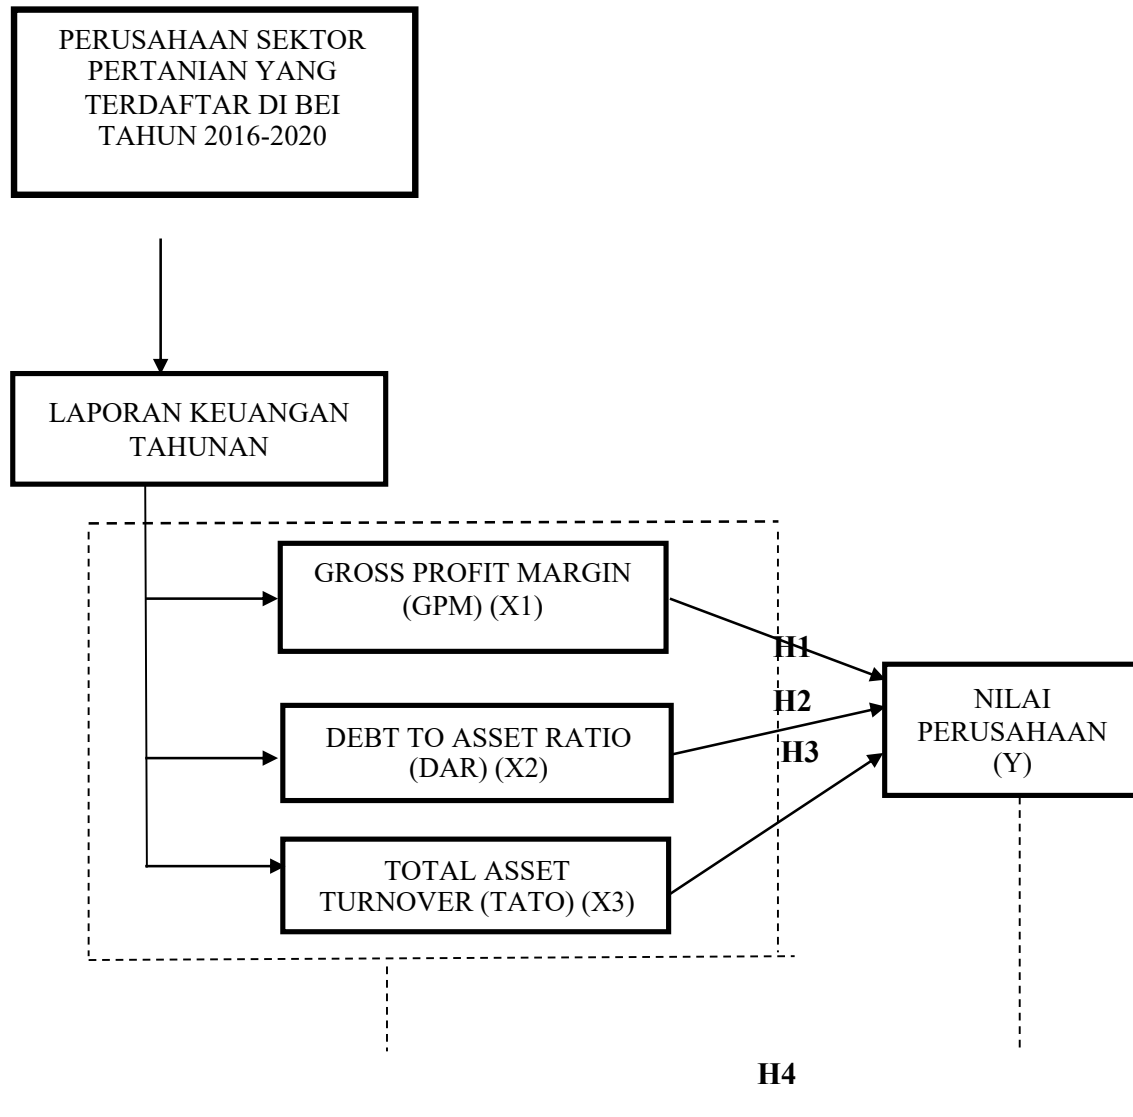 PERUSAHAAN SEKTOR
PERTANIAN YANG
TERDAFTAR DI BEI
TAHUN 2016-2020
LAPORAN KEUANGAN
TAHUNAN
GROSS PROFIT MARGIN
(GPM) (X1)
H1
H2
NILAI
PERUSAHAAN
(Y)
DEBT TO ASSET RATIO
(DAR) (X2)
H3
TOTAL ASSET
TURNOVER (TATO) (X3)
H4